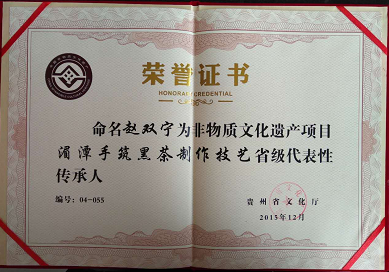 荣誉证书
HONORARY CREDENTIAL
命名赵双宁为非物质文化遗产项目
湄潭手筑黑茶制作技艺省级代表性
传承人
编号：04-055
贵州省文化厅
2015年12月